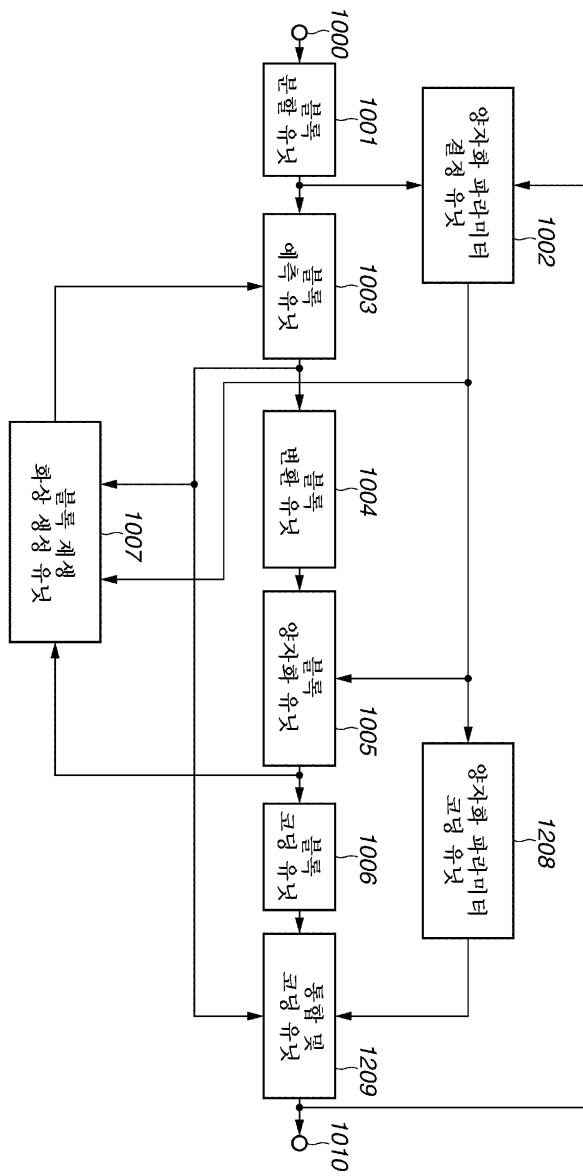 1000
1001
블록
분할 유닛
1002
양자화 파라미터
결정 유닛
1003
블록
예측 유닛
1004
블록
변환 유닛
1005
블록
양자화 유닛
1006
블록
코딩 유닛
1007
블록 재생
화상 생성 유닛
1208
양자화 파라미터
코딩 유닛
1209
통합 및
코딩 유닛
1010